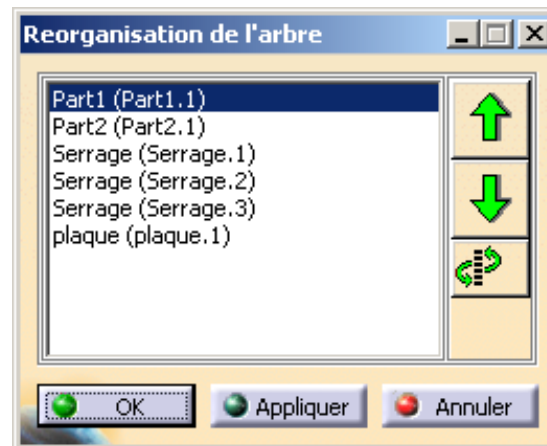 Reorganisation de l'arbre
Part1 (Part1.1)
Part2 (Part2.1)
Serrage (Serrage.1)
Serrage (Serrage.2)
Serrage (Serrage.3)
plaque (plaque.1)
OK Appliquer Annuler